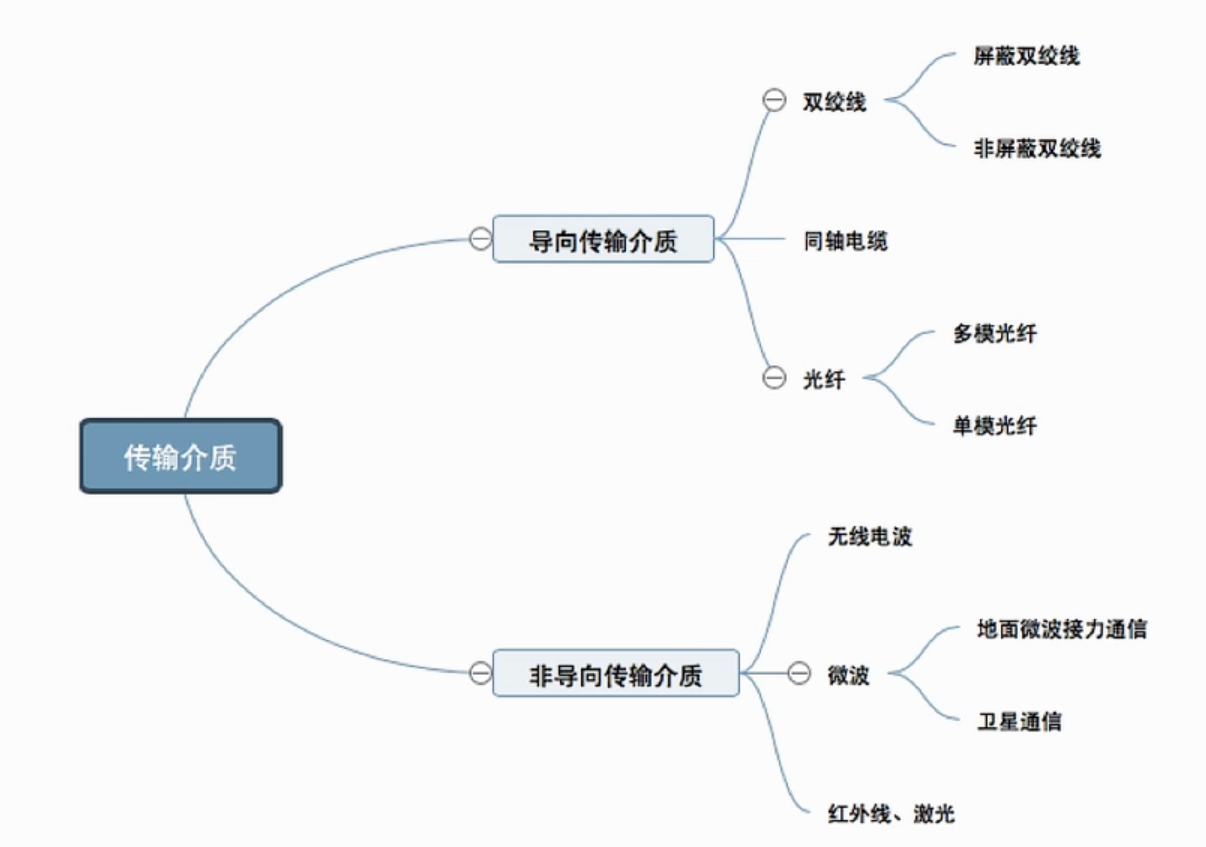 屏蔽双绞线
双绞线
非屏蔽双绞线
导向传输介质
同轴电缆
多模光纤
光纤
单模光纤
传输介质
无线电波
地面微波接力通信
非导向传输介质
微波
卫星通信
红外线、激光